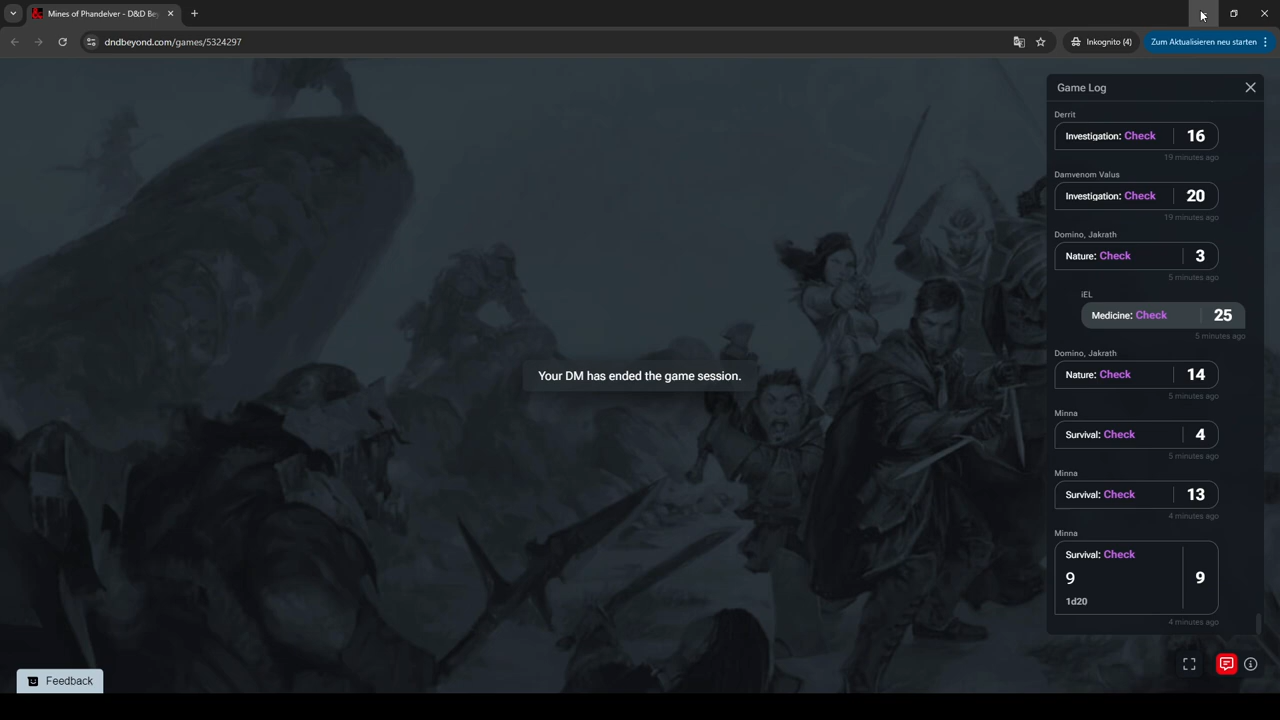 Mines of Phandelver - D&D Be
dndbeyond.com/games/5324297
Inkognito (4)
Zum Aktualisieren neu starten
Game Log
Derrit
Investigation: Check 16
19 minutes ago
Damvenom Valus
Investigation: Check 20
19 minutes ago
Domino, Jakrath
Nature: Check 3
5 minutes ago
iEL
Medicine: Check 25
5 minutes ago
Your DM has ended the game session.
Domino, Jakrath
Nature: Check 14
5 minutes ago
Minna
Survival: Check 4
5 minutes ago
Minna
Survival: Check 13
4 minutes ago
Minna
Survival: Check
9 9
1d20
4 minutes ago
Feedback